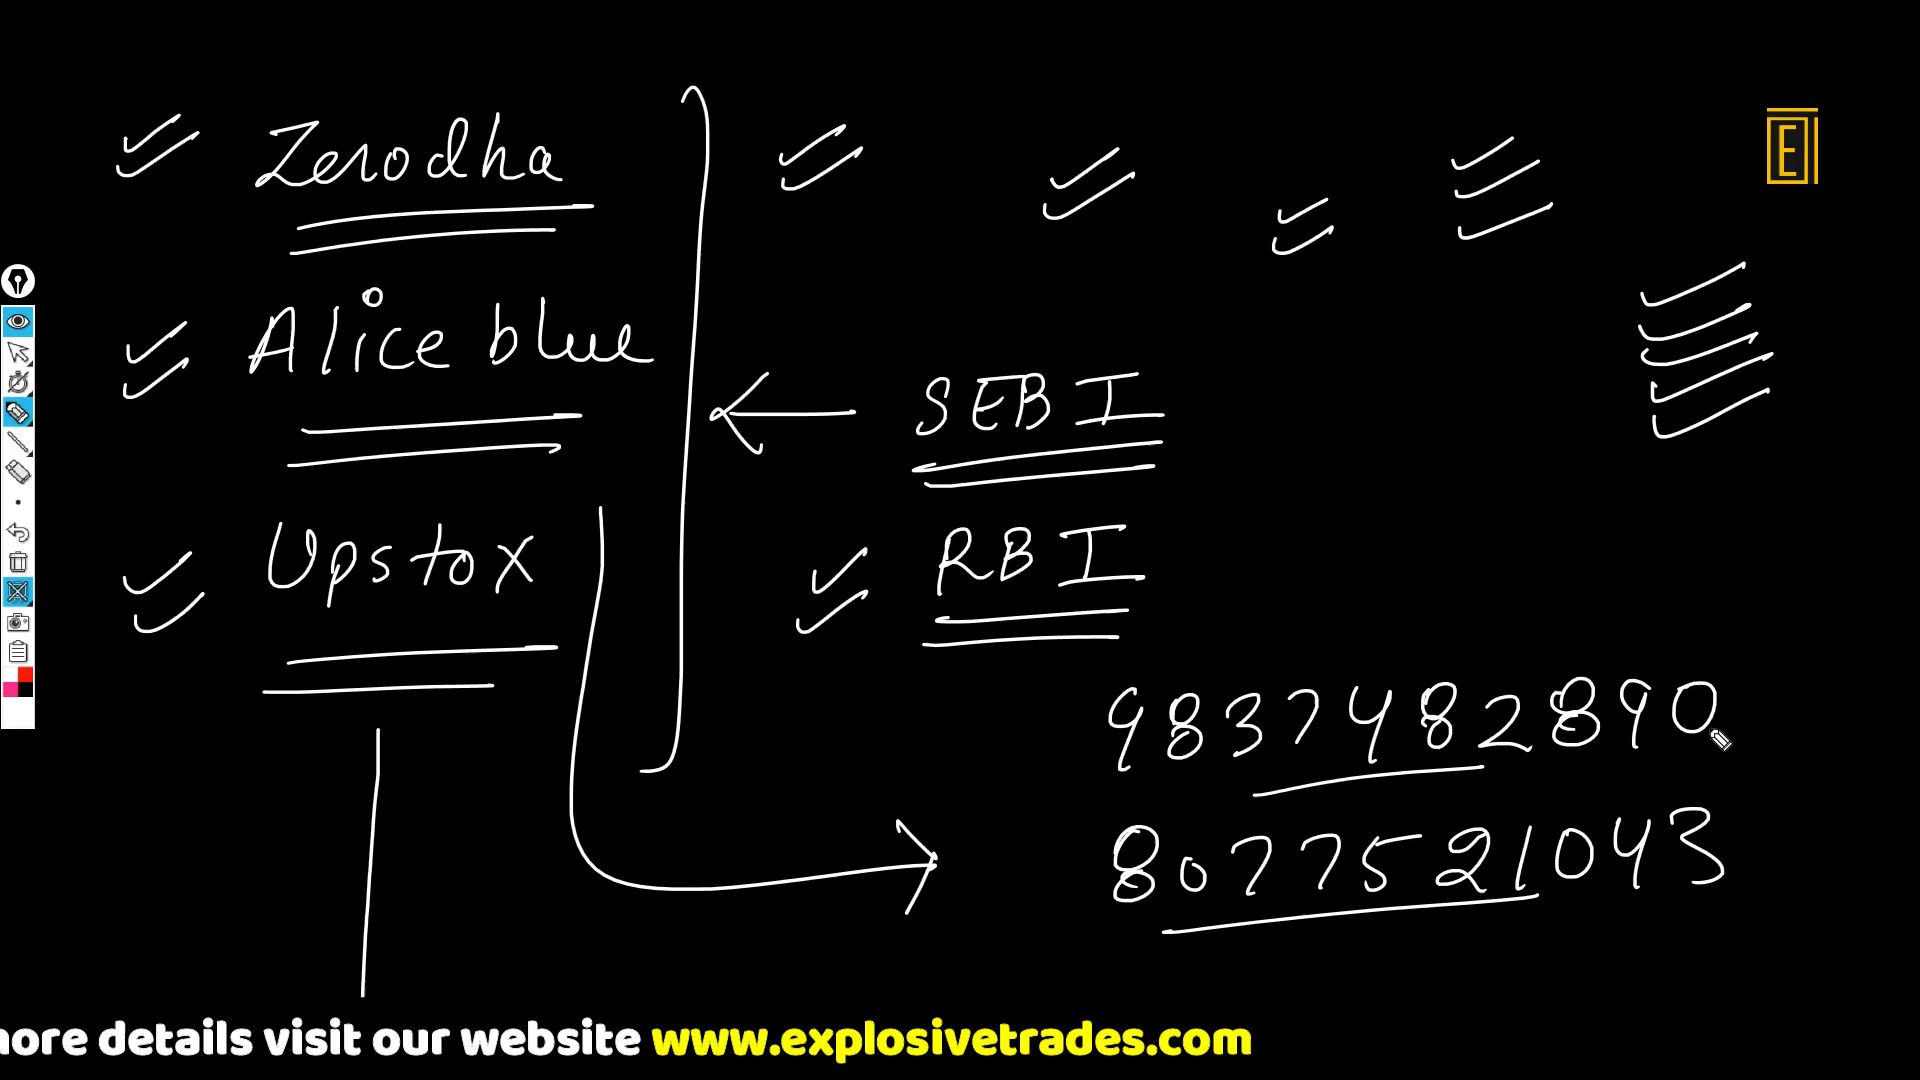 Zerodha
E
Alice blue
SEBI
Upstox
RBI
9837482890
8077521043
nore details visit our website www.explosivetrades.com